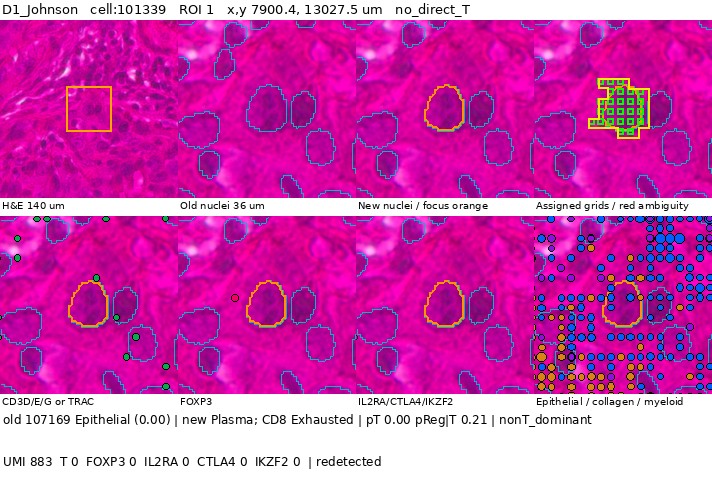 D1_Johnson   cell:101339   ROI 1   x,y 7900.4, 13027.5 um   no_direct_T
H&E 140 um
Old nuclei 36 um
New nuclei / focus orange
Assigned grids / red ambiguity
CD3D/E/G or TRAC
FOXP3
IL2RA/CTLA4/IKZF2
Epithelial / collagen / myeloid
old 107169 Epithelial (0.00) | new Plasma; CD8 Exhausted | pT 0.00 pReg|T 0.21 | nonT_dominant
UMI 883  T 0  FOXP3 0  IL2RA 0  CTLA4 0  IKZF2 0  | redetected